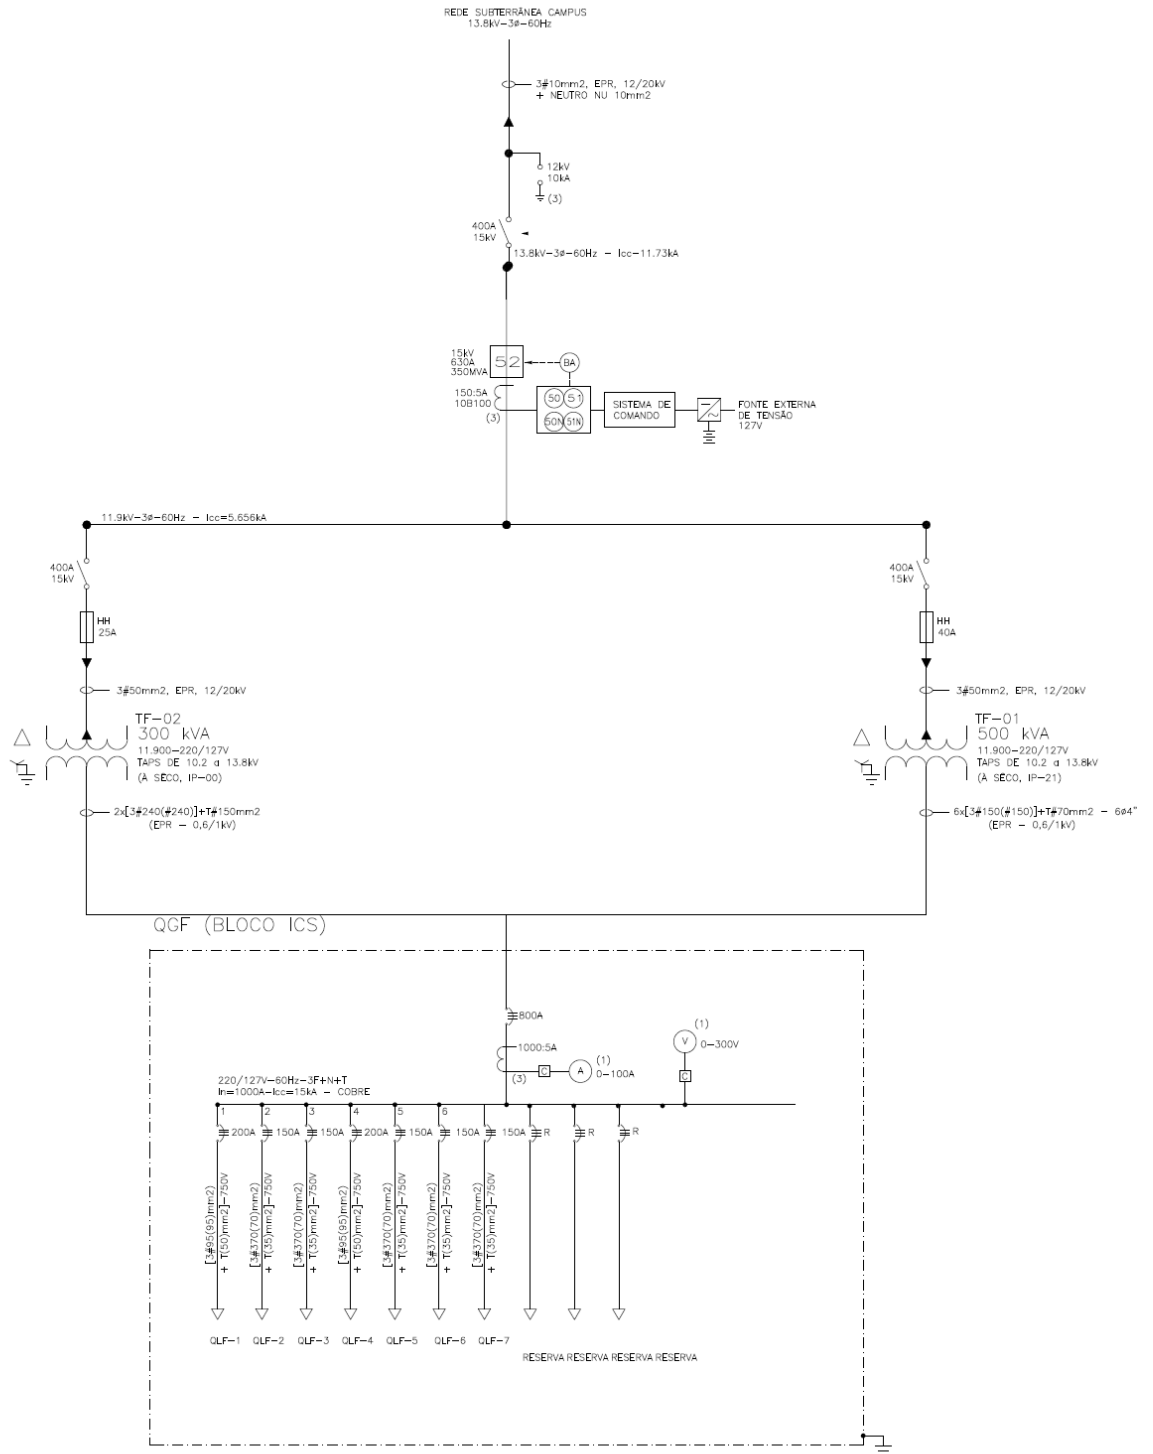 REDE SUBTERRÂNEA CAMPUS
13.8kV-3ø-60Hz
3#10mm2, EPR, 12/20kV
+ NEUTRO NU 10mm2
12kV
10kA
(3)
400A
15kV
13.8kV-3ø-60Hz - Icc-11.73kA
15kV
630A
350MVA
52
BA
150:5A
10B100
(3)
50 51
50N 51N
SISTEMA DE
COMANDO
FONTE EXTERNA
DE TENSÃO
127V
11.9kV-3ø-60Hz - Icc=5.656kA
400A
15kV
HH
25A
3#50mm2, EPR, 12/20kV
TF-02
300 kVA
11.900-220/127V
TAPS DE 10.2 a 13.8kV
(À SÊCO, IP-00)
2x[3#240(#240)]+T#150mm2
(EPR - 0,6/1kV)
400A
15kV
HH
40A
3#50mm2, EPR, 12/20kV
TF-01
500 kVA
11.900-220/127V
TAPS DE 10.2 a 13.8kV
(À SÊCO, IP-21)
6x[3#150(#150)]+T#70mm2 - 6ø4"
(EPR - 0,6/1kV)
QGF (BLOCO ICS)
800A
1000:5A
(3)
C
A
(1)
0-100A
V
(1)
0-300V
C
220/127V-60Hz-3F+N+T
In=1000A-Icc=15kA - COBRE
1 2 3 4 5 6
200A 150A 150A 200A 150A 150A 150A R R R
[3#95(95)mm2)
+ T(50)mm2]-750V
[3#370(70)mm2)
+ T(35)mm2]-750V
[3#370(70)mm2)
+ T(35)mm2]-750V
[3#95(95)mm2)
+ T(50)mm2]-750V
[3#370(70)mm2)
+ T(35)mm2]-750V
[3#370(70)mm2)
+ T(35)mm2]-750V
[3#370(70)mm2)
+ T(35)mm2]-750V
QLF-1 QLF-2 QLF-3 QLF-4 QLF-5 QLF-6 QLF-7
RESERVA RESERVA RESERVA RESERVA